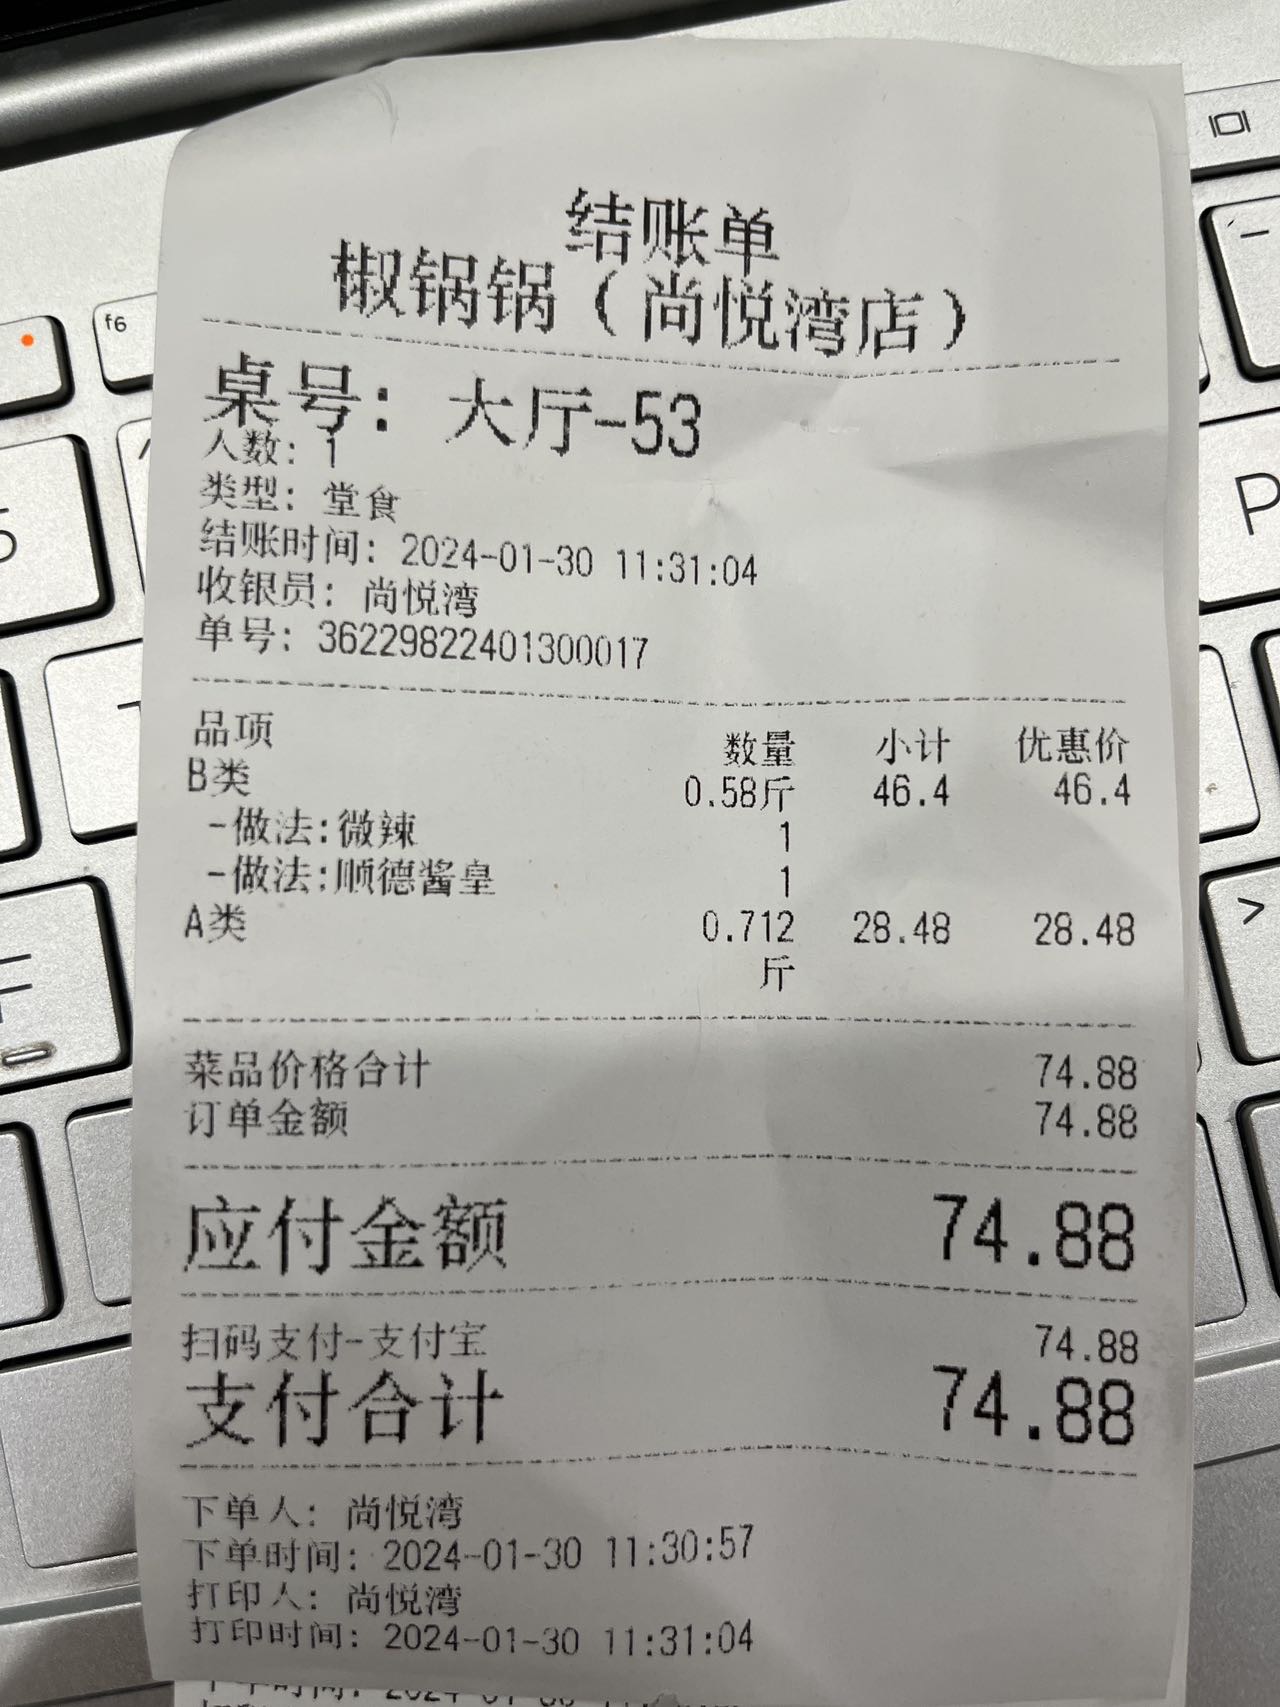 结账单
椒锅锅（尚悦湾店）
桌号: 大厅-53
人数: 1
类型: 堂食
结账时间: 2024-01-30 11:31:04
收银员: 尚悦湾
单号: 36229822401300017
品项 数量 小计 优惠价
B类 0.58斤 46.4 46.4
-做法:微辣 1
-做法:顺德酱皇 1
A类 0.712 28.48 28.48
斤
菜品价格合计 74.88
订单金额 74.88
应付金额 74.88
扫码支付-支付宝 74.88
支付合计 74.88
下单人: 尚悦湾
下单时间: 2024-01-30 11:30:57
打印人: 尚悦湾
打印时间: 2024-01-30 11:31:04
f6
P